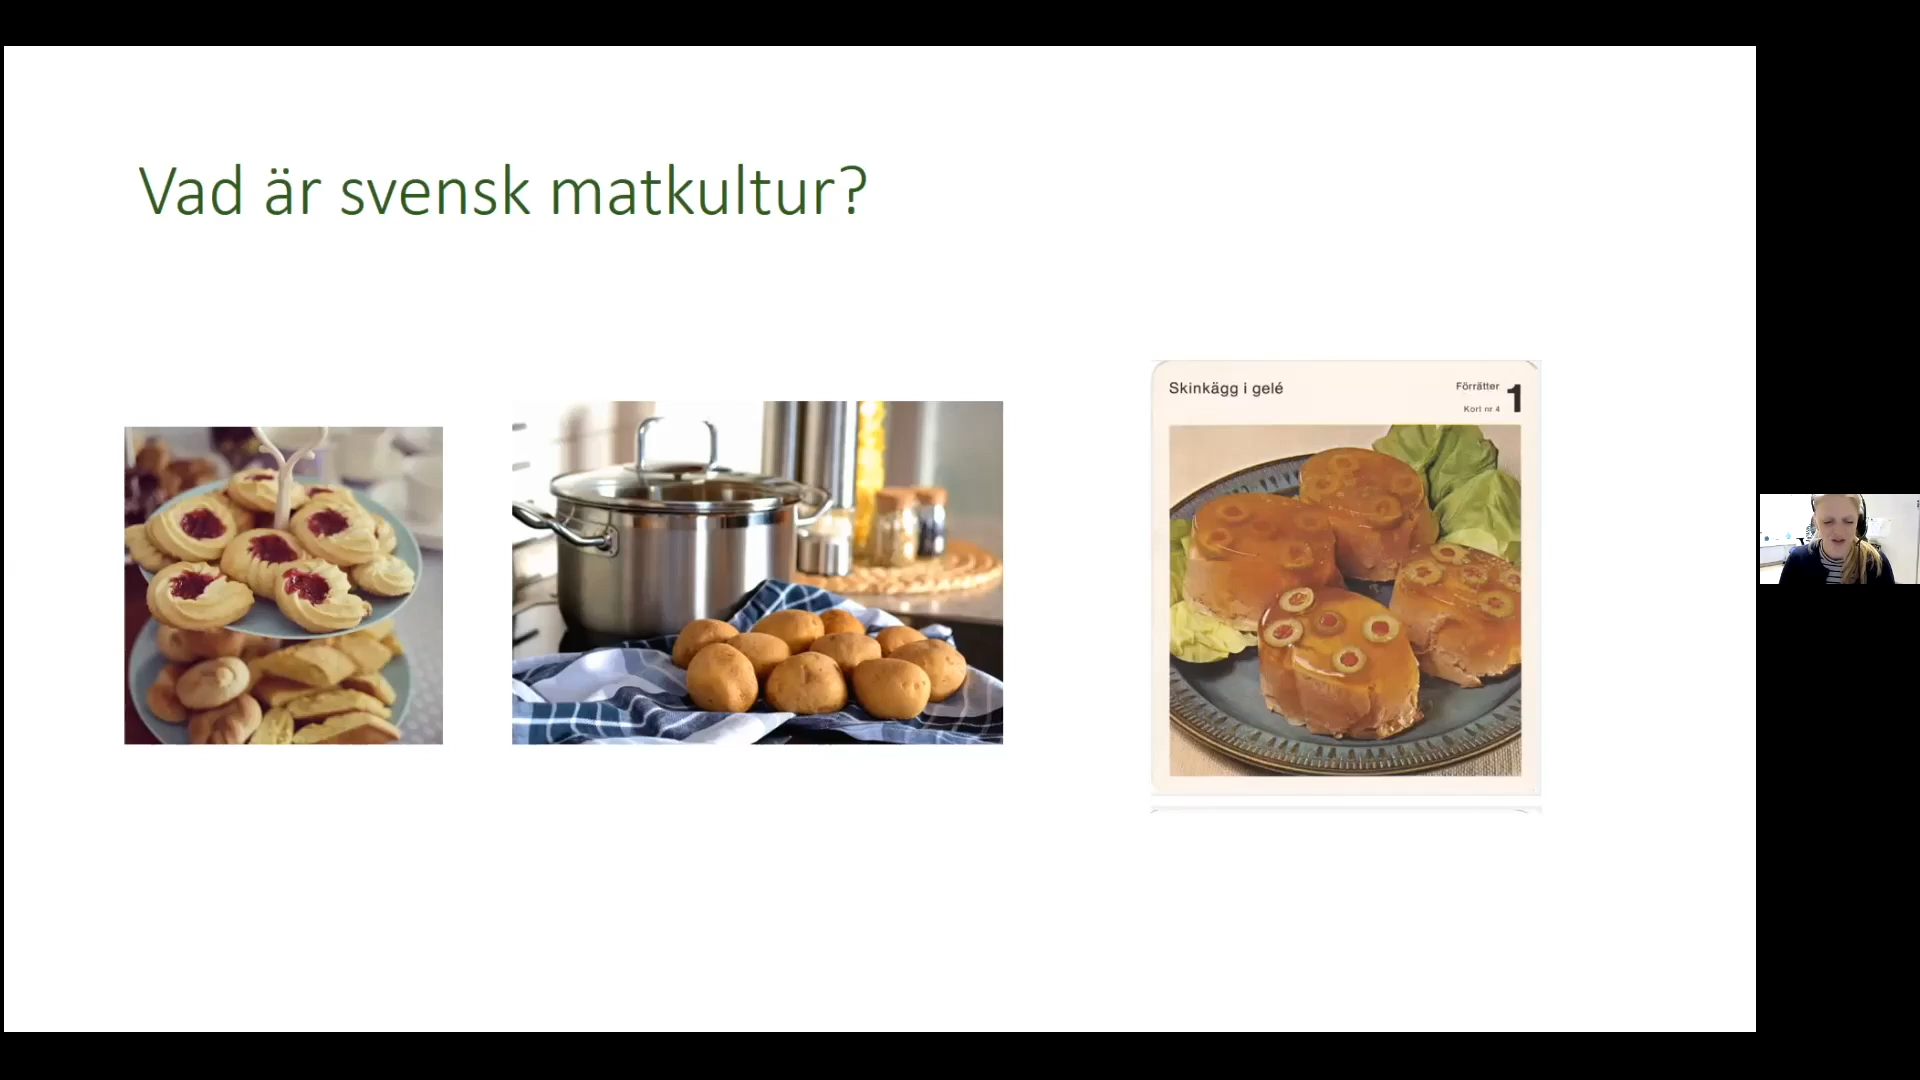 Vad är svensk matkultur?
Skinkägg i gelé
Förrätter 1
Kort nr 4